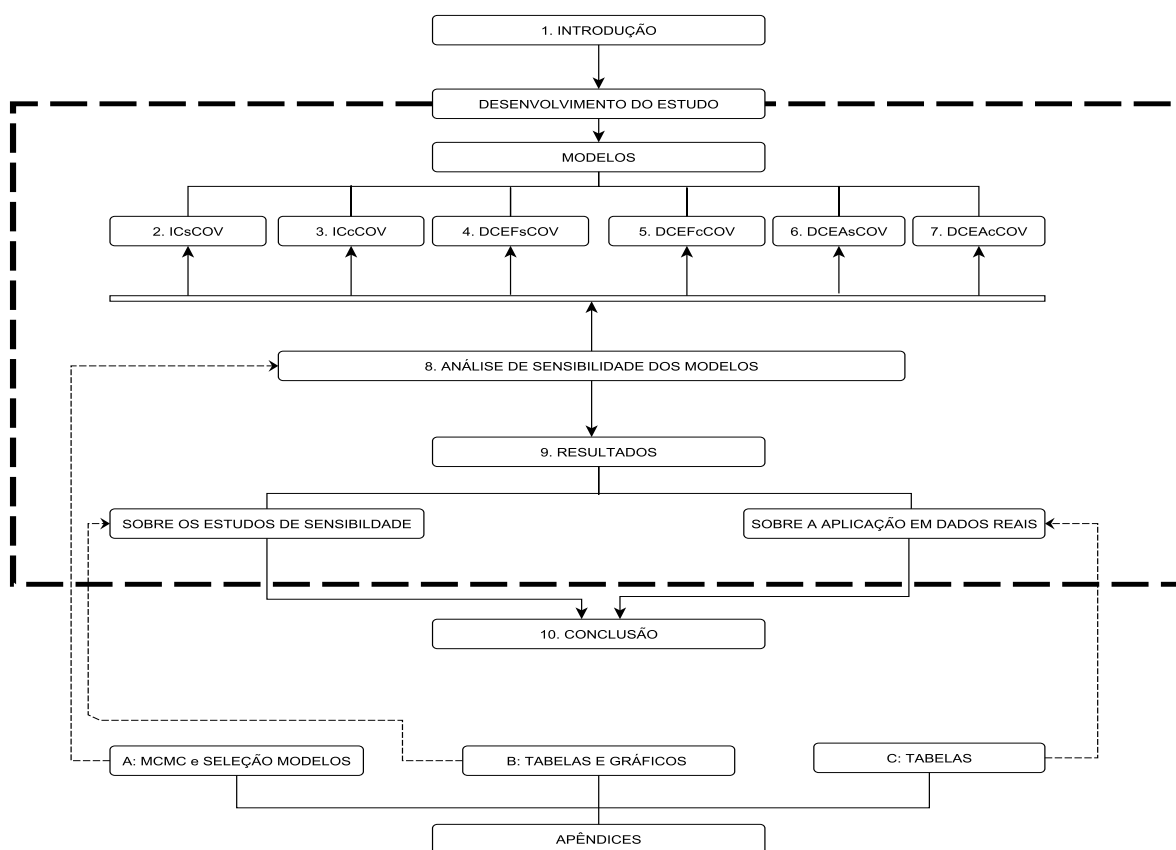 1. INTRODUÇÃO
DESENVOLVIMENTO DO ESTUDO
MODELOS
2. ICsCOV
3. ICcCOV
4. DCEFsCOV
5. DCEFcCOV
6. DCEAsCOV
7. DCEAcCOV
8. ANÁLISE DE SENSIBILIDADE DOS MODELOS
9. RESULTADOS
SOBRE OS ESTUDOS DE SENSIBILDADE
SOBRE A APLICAÇÃO EM DADOS REAIS
10. CONCLUSÃO
A: MCMC e SELEÇÃO MODELOS
B: TABELAS E GRÁFICOS
C: TABELAS
APÊNDICES